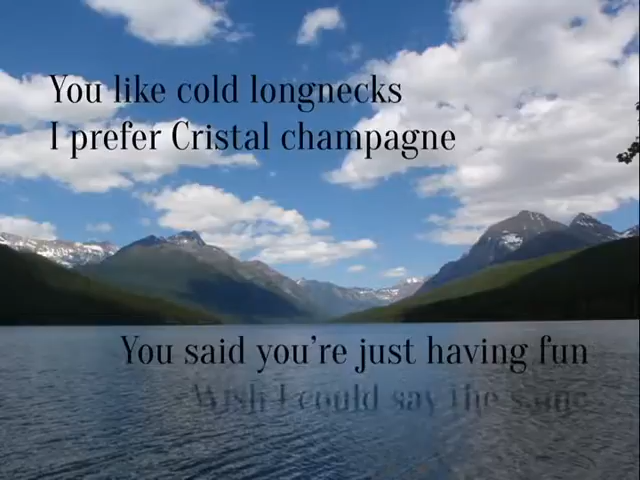 You like cold longnecks
I prefer Cristal champagne
You said you're just having fun
Wish I could say the same